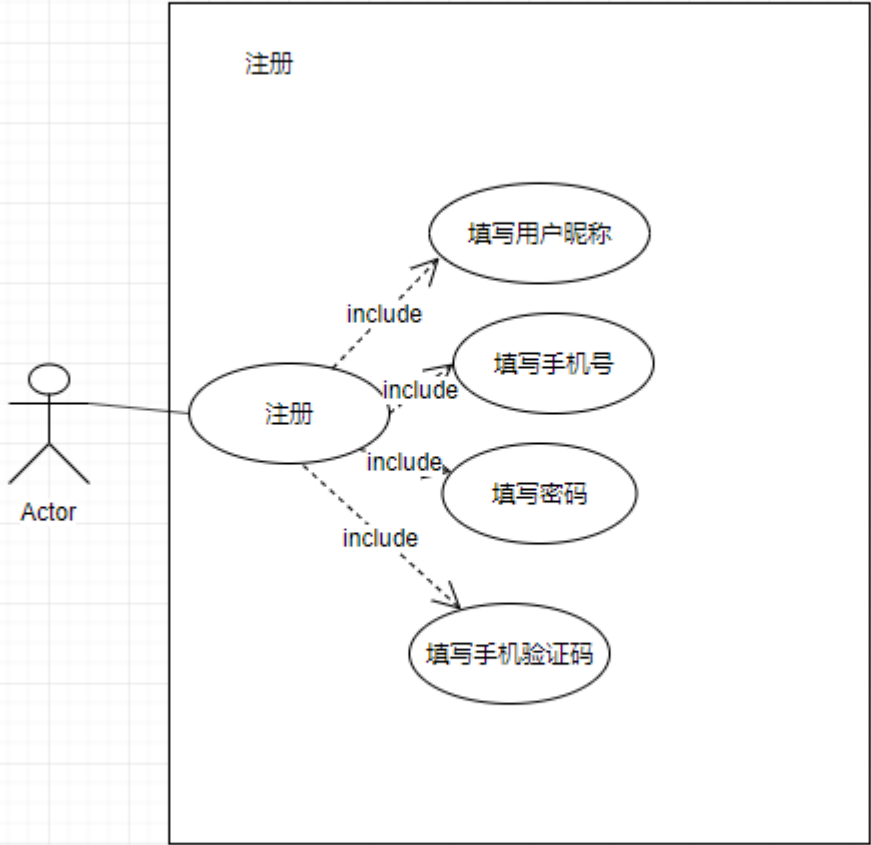 注册
填写用户昵称
include
填写手机号
include
注册
include
填写密码
Actor
include
填写手机验证码